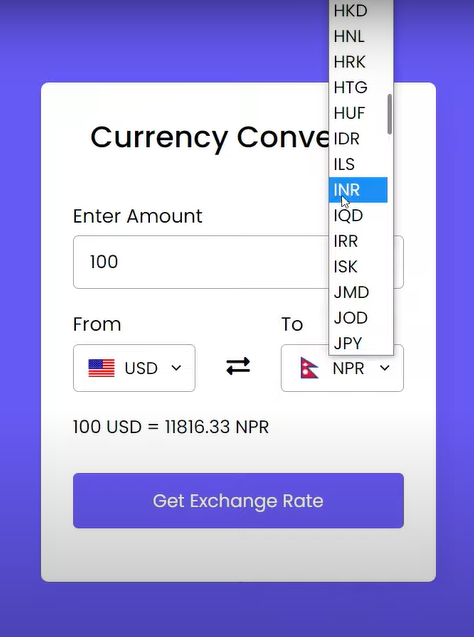 HKD
HNL
HRK
HTG
HUF
IDR
ILS
INR
IQD
IRR
ISK
JMD
JOD
JPY
Currency Conve
Enter Amount
100
From
To
USD
NPR
100 USD = 11816.33 NPR
Get Exchange Rate